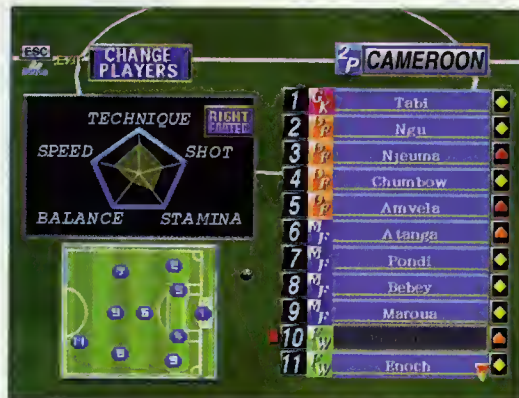 ESC
CHANGE
PLAYERS
2P CAMEROON
TECHNIQUE
RIGHT
FOOTED
SPEED SHOT
BALANCE STAMINA
1 GK Tabi
2 DF Ngu
3 DF Njeuma
4 DF Chumbow
5 DF Amvela
6 MF Atanga
7 MF Pondi
8 MF Bebey
9 MF Maroua
10 FW
11 FW Enoch